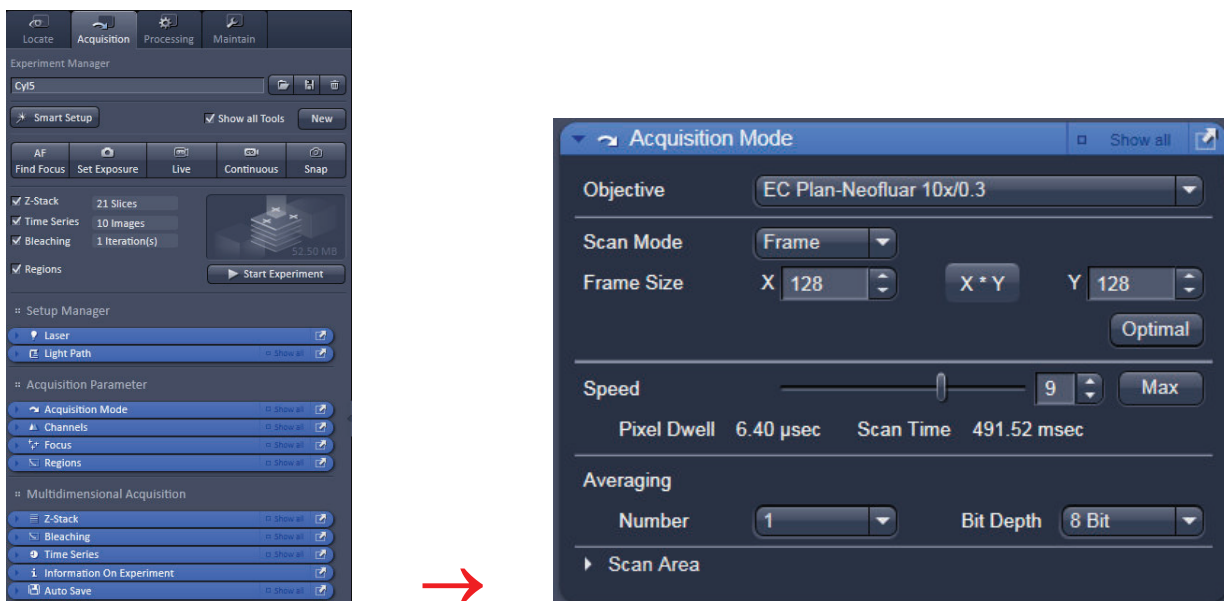 Locate Acquisition Processing Maintain
Experiment Manager
Cyl5
Smart Setup Show all Tools New
AF
Find Focus Set Exposure Live Continuous Snap
Z-Stack 21 Slices
Time Series 10 Images
Bleaching 1 Iteration(s)
52.50 MB
Regions Start Experiment
Setup Manager
Laser
Light Path Show all
Acquisition Parameter
Acquisition Mode Show all
Channels Show all
Focus Show all
Regions Show all
Multidimensional Acquisition
Z-Stack Show all
Bleaching Show all
Time Series Show all
Information On Experiment
Auto Save Show all
Acquisition Mode Show all
Objective EC Plan-Neofluar 10x/0.3
Scan Mode Frame
Frame Size X 128 X * Y Y 128
Optimal
Speed 9 Max
Pixel Dwell 6.40 µsec Scan Time 491.52 msec
Averaging
Number 1 Bit Depth 8 Bit
Scan Area